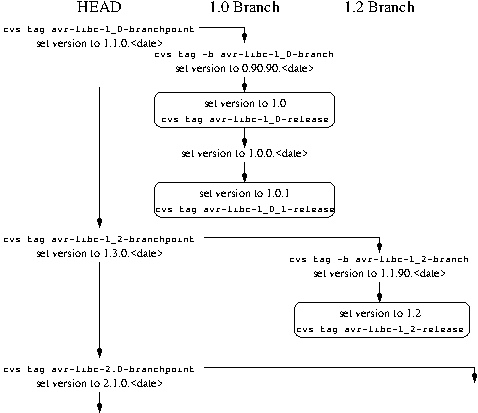 HEAD 1.0 Branch 1.2 Branch
cvs tag avr-libc-1_0-branchpoint
set version to 1.1.0.<date>
cvs tag -b avr-libc-1_0-branch
set version to 0.90.90.<date>
set version to 1.0
cvs tag avr-libc-1_0-release
set version to 1.0.0.<date>
set version to 1.0.1
cvs tag avr-libc-1_0_1-release
cvs tag avr-libc-1_2-branchpoint
set version to 1.3.0.<date>
cvs tag -b avr-libc-1_2-branch
set version to 1.1.90.<date>
set version to 1.2
cvs tag avr-libc-1_2-release
cvs tag avr-libc-2.0-branchpoint
set version to 2.1.0.<date>